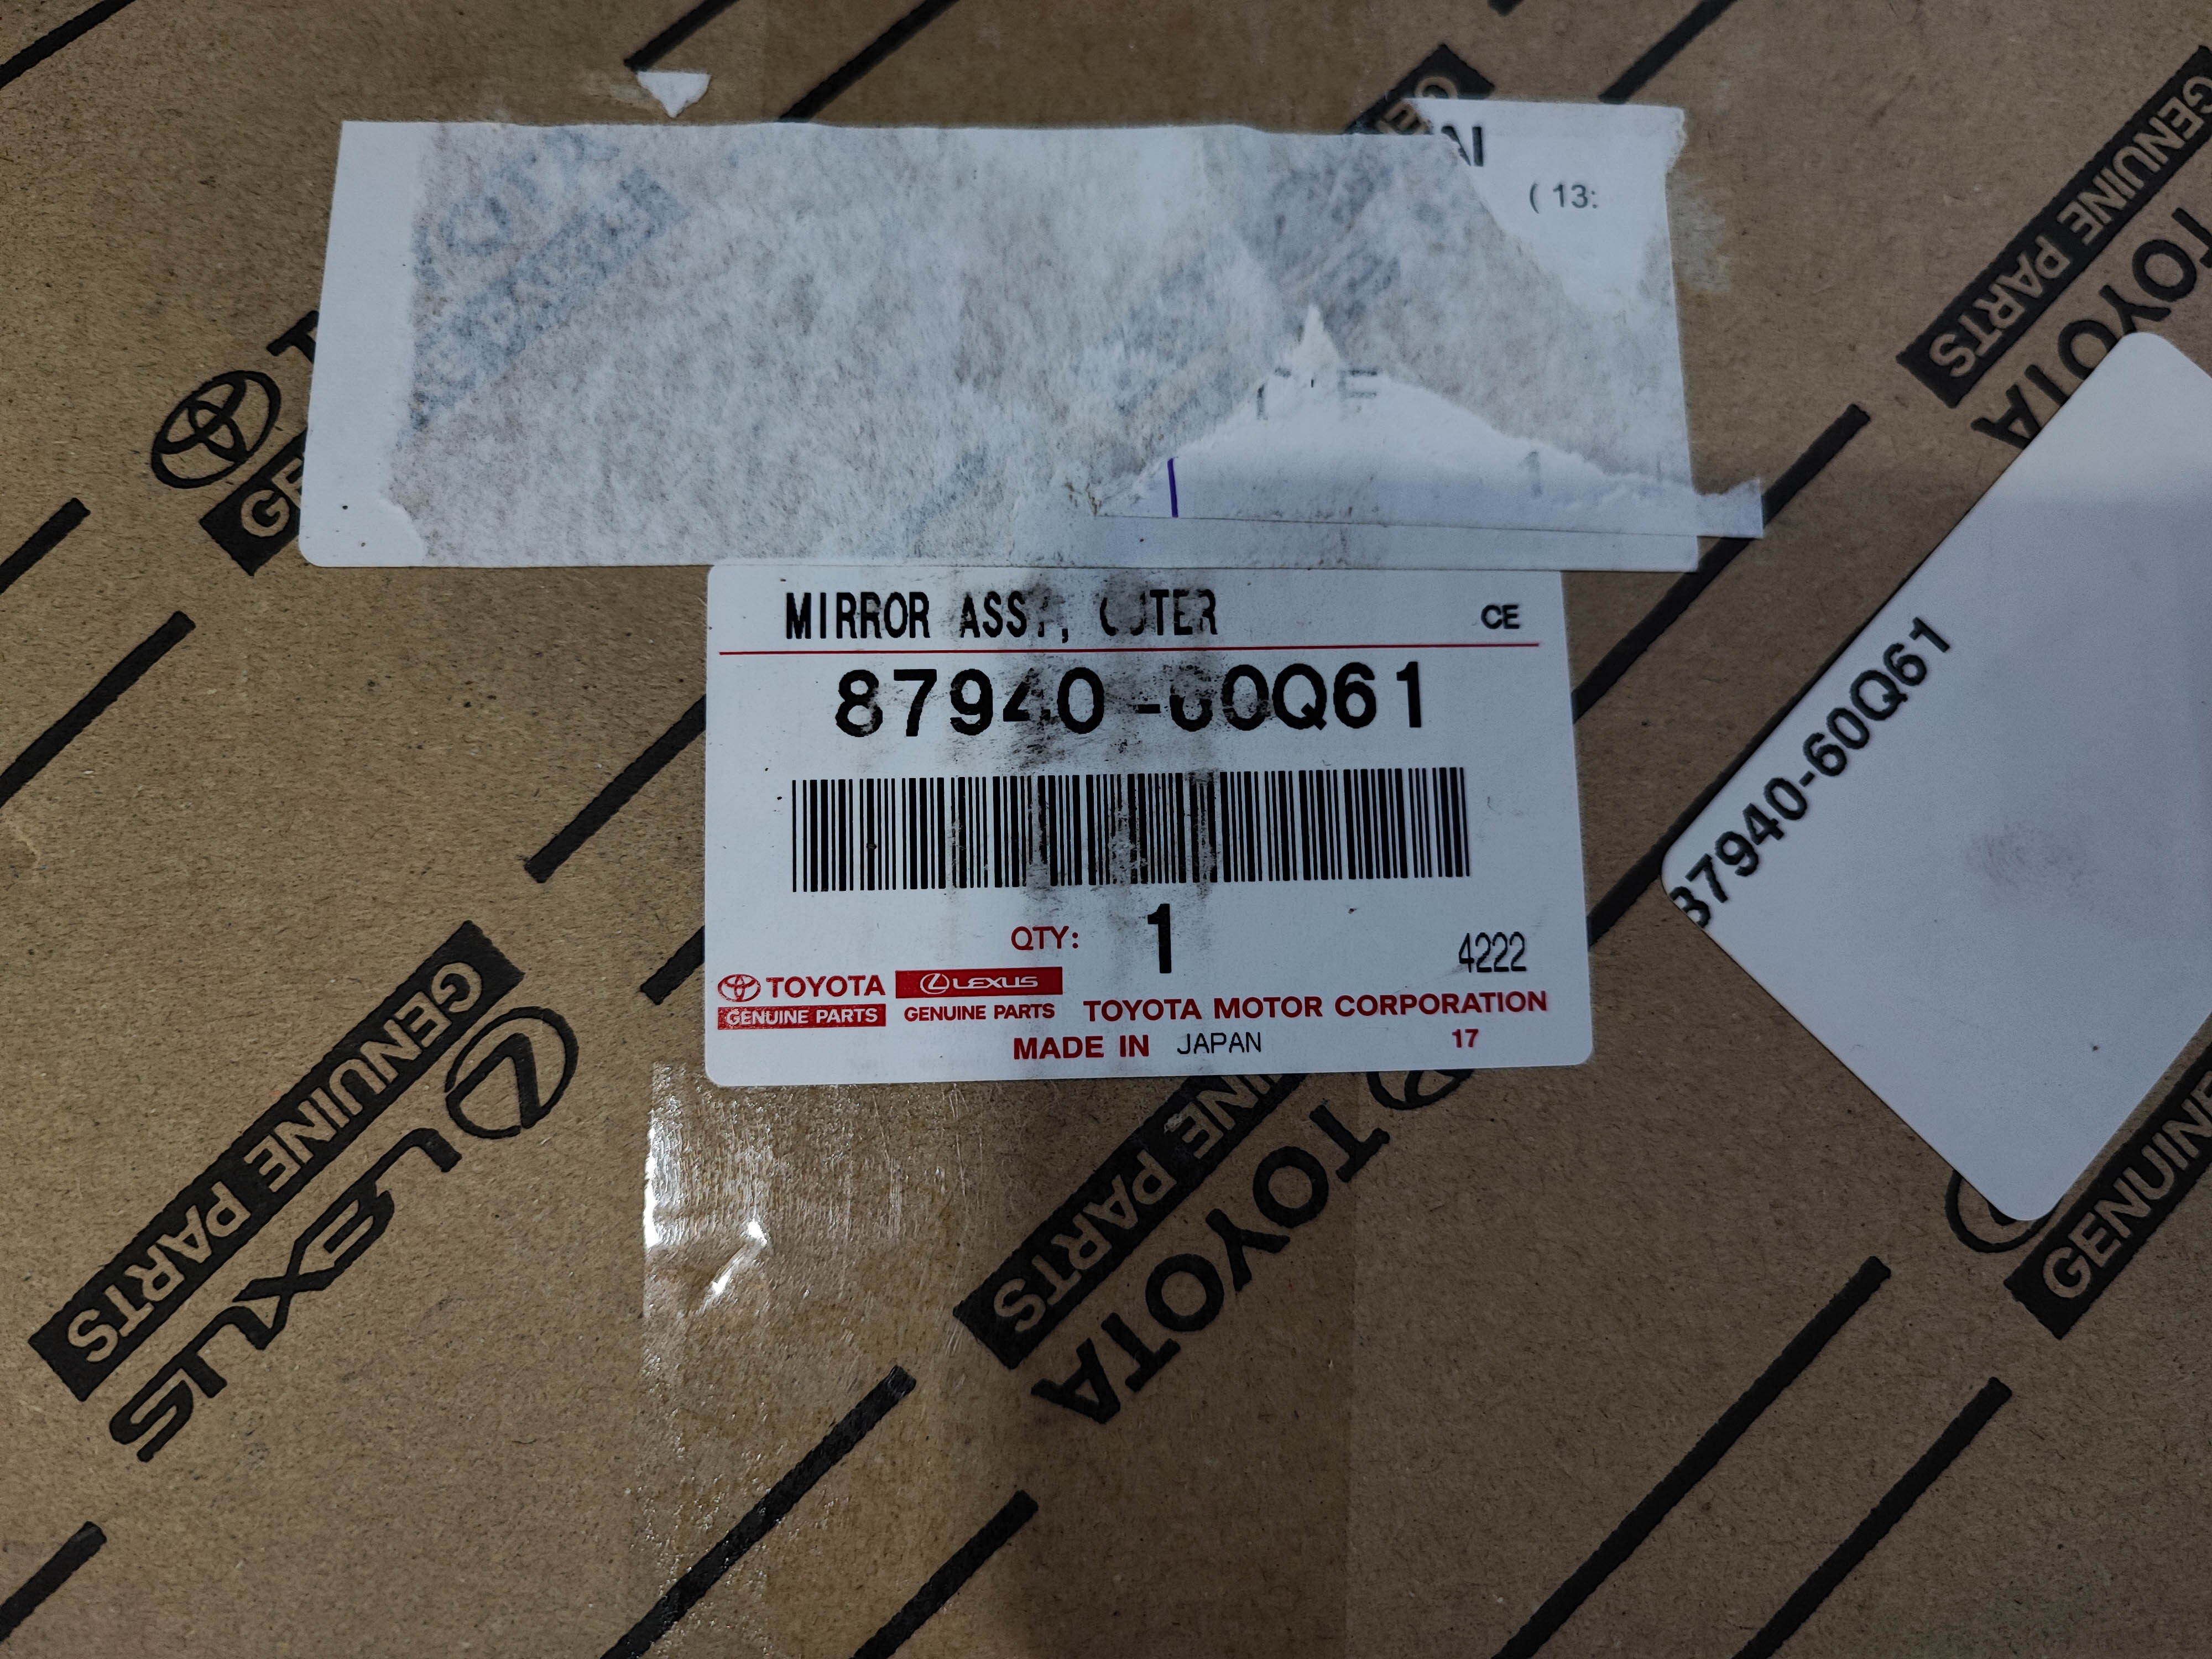 AI
( 13:
MIRROR ASSY, OUTER
CE
87940-60Q61
QTY: 1
4222
TOYOTA
GENUINE PARTS
LEXUS
GENUINE PARTS
TOYOTA MOTOR CORPORATION
MADE IN JAPAN
17
87940-60Q61
GENUINE PARTS
TOYOTA
GENUINE PARTS
LEXUS
GENUINE PARTS
TOYOTA